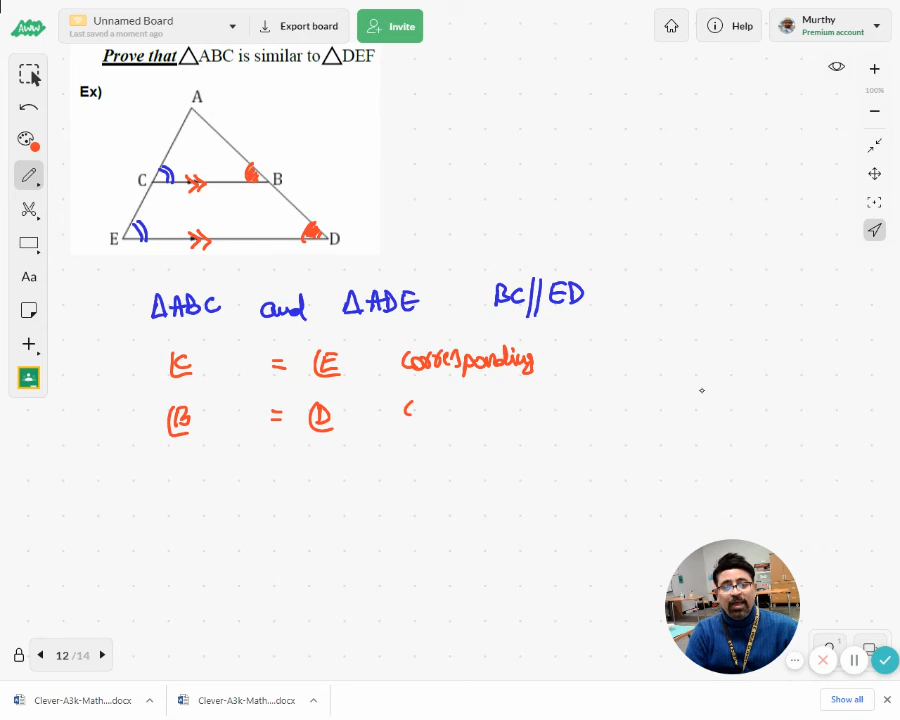 Unnamed Board
Last saved a moment ago
Export board
Invite
Help
Murthy
Premium account
AWW
Prove that △ABC is similar to △DEF
100%
Ex)
A
C
B
E
D
Aa
ΔABC and ΔADE BC//ED
∠C = ∠E corresponding
∠B = ∠D C
12 /14
1
Clever-A3k-Math....docx
Clever-A3k-Math....docx
Show all